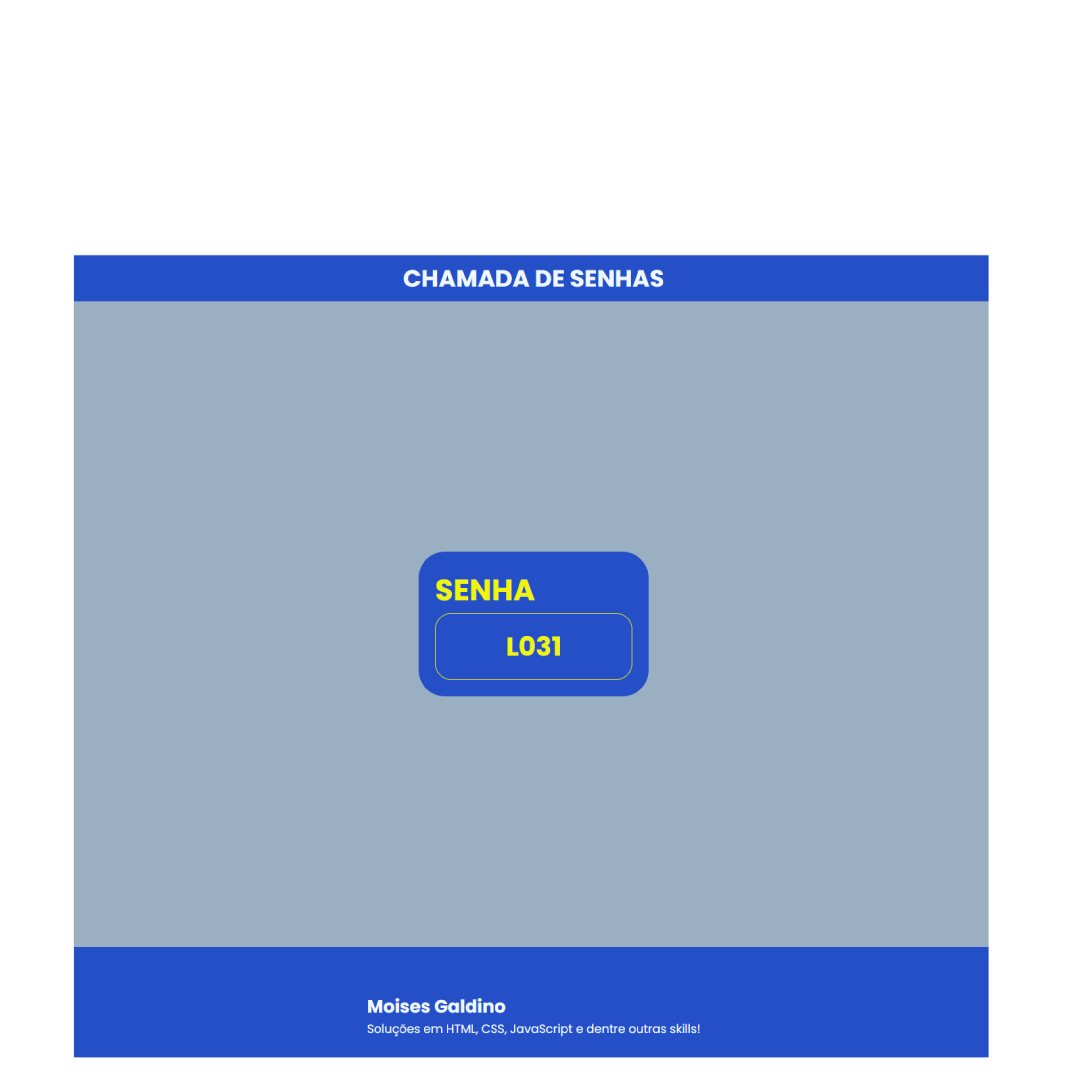 CHAMADA DE SENHAS
SENHA
L031
Moises Galdino
Soluções em HTML, CSS, JavaScript e dentre outras skills!